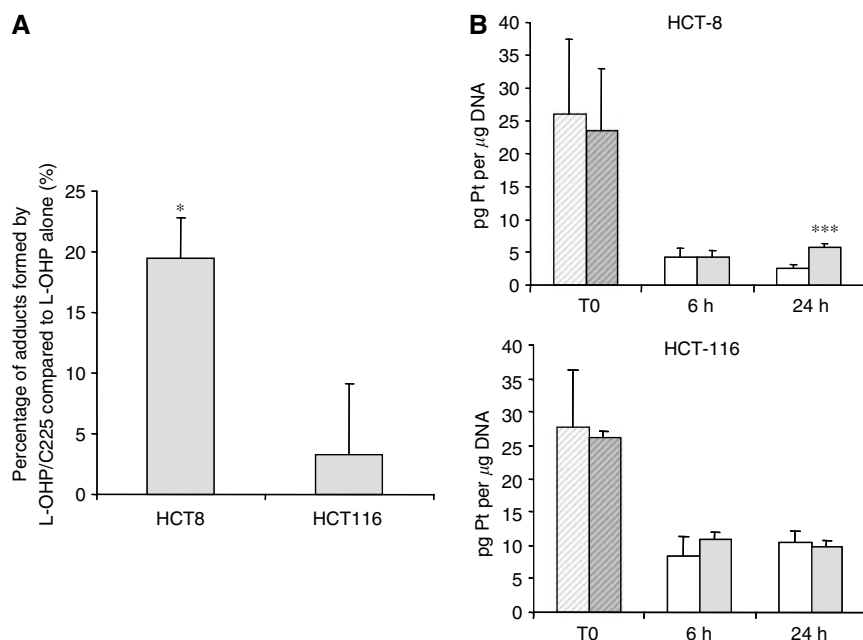 A
Percentage of adducts formed by
L-OHP/C225 compared to L-OHP alone (%)
25
20
15
10
5
0
*
HCT8
HCT116
B
HCT-8
pg Pt per µg DNA
40
35
30
25
20
15
10
5
0
***
T0
6 h
24 h
HCT-116
pg Pt per µg DNA
40
35
30
25
20
15
10
5
0
T0
6 h
24 h